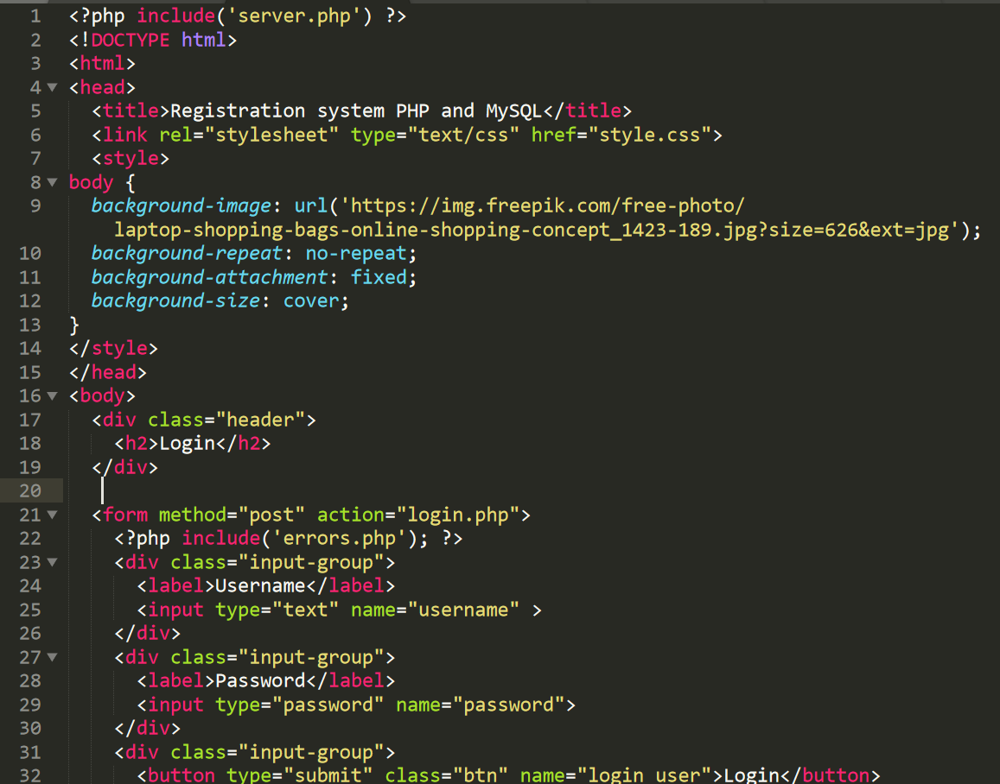 1 <?php include('server.php') ?>
2 <!DOCTYPE html>
3 <html>
4 <head>
5 <title>Registration system PHP and MySQL</title>
6 <link rel="stylesheet" type="text/css" href="style.css">
7 <style>
8 body {
9 background-image: url('https://img.freepik.com/free-photo/
laptop-shopping-bags-online-shopping-concept_1423-189.jpg?size=626&ext=jpg');
10 background-repeat: no-repeat;
11 background-attachment: fixed;
12 background-size: cover;
13 }
14 </style>
15 </head>
16 <body>
17 <div class="header">
18 <h2>Login</h2>
19 </div>
20
21 <form method="post" action="login.php">
22 <?php include('errors.php'); ?>
23 <div class="input-group">
24 <label>Username</label>
25 <input type="text" name="username" >
26 </div>
27 <div class="input-group">
28 <label>Password</label>
29 <input type="password" name="password">
30 </div>
31 <div class="input-group">
32 <button type="submit" class="btn" name="login_user">Login</button>